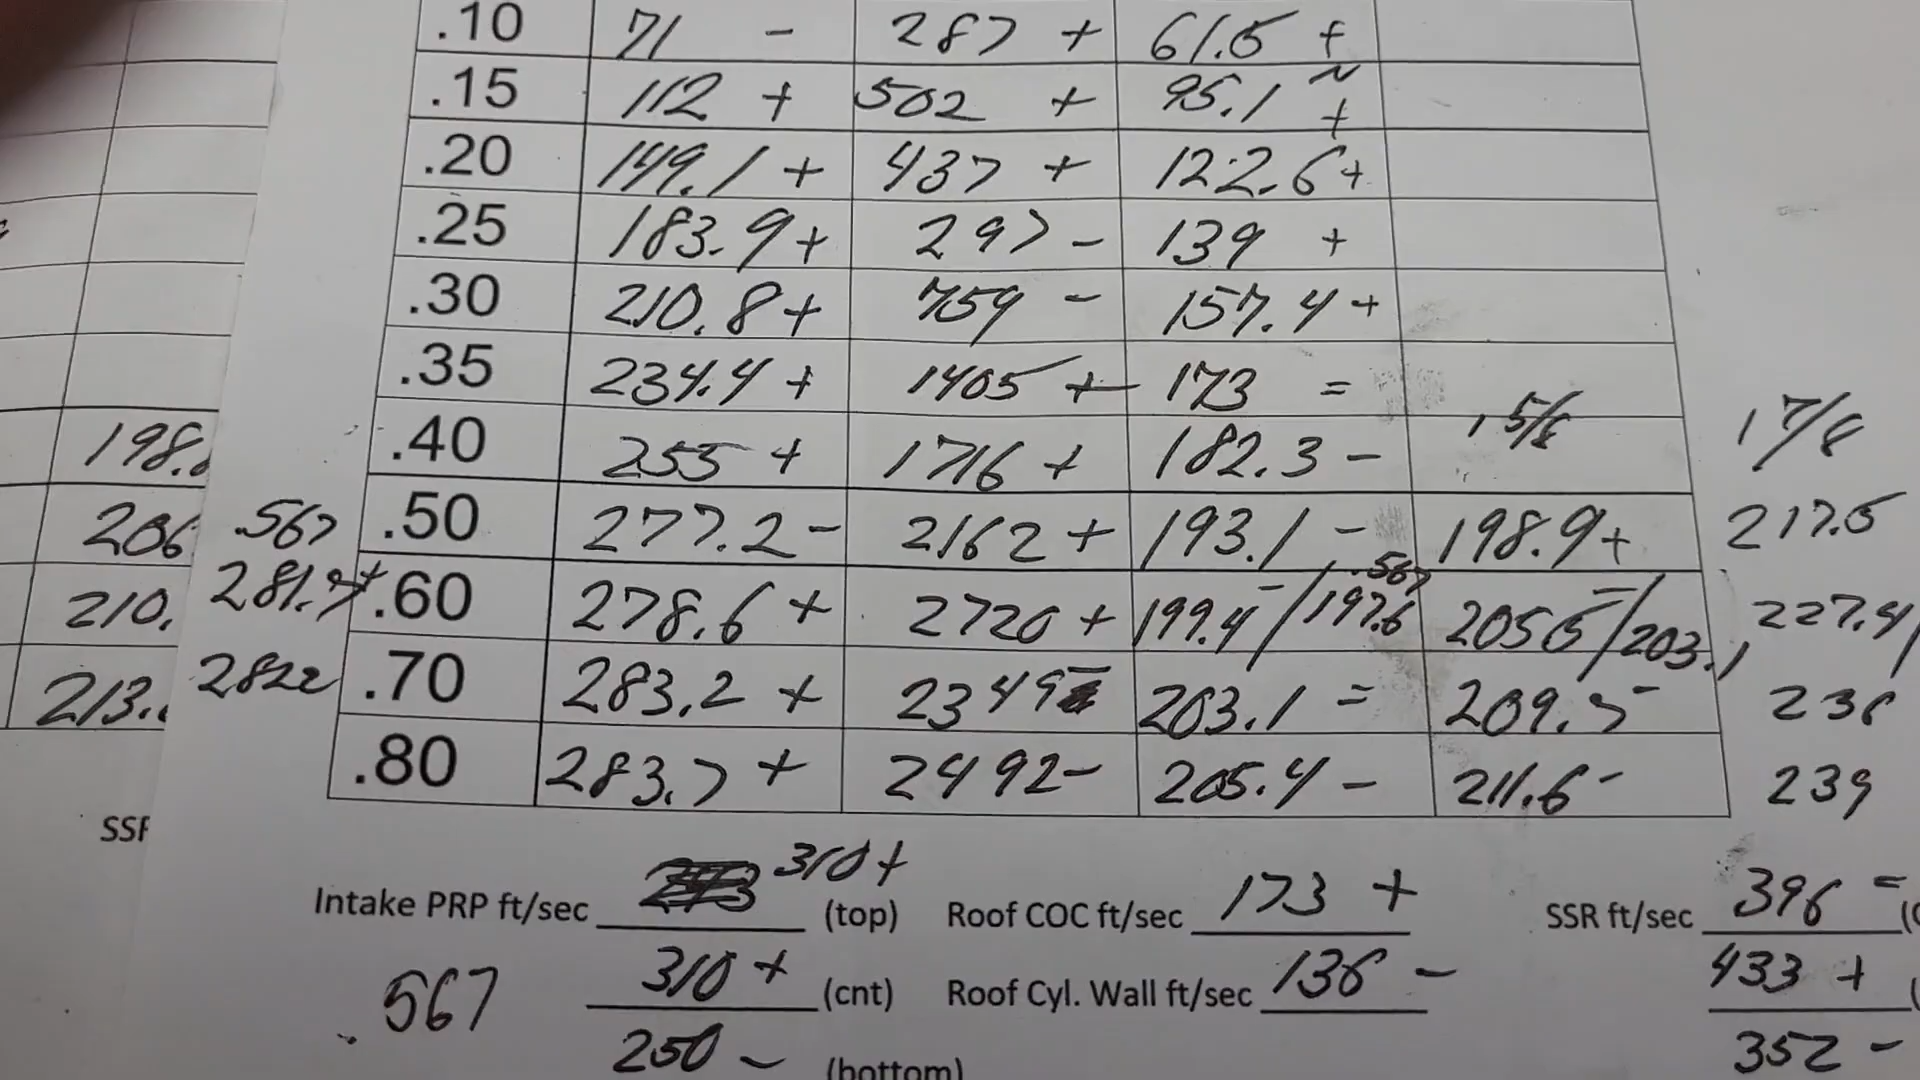 .10 71 - 287 + 61.5 +
.15 112 + 502 + 95.1 ~ +
.20 149.1 + 437 + 122.6 +
.25 183.9 + 297 - 139 +
.30 210.8 + 759 - 157.4 +
.35 234.4 + 1405 + 173 =
198. .40 255 + 1716 + 182.3 - 1 5/8 1 7/8
206 .567 .50 277.2 - 2162 + 193.1 - 198.9 + 217.5
210. 281.7+ .60 278.6 + 2720 + 199.4 - / .567 197.6 205 5 - / 203.1 227.4/
213. 282 .70 283.2 + 2349 - 203.1 = 209.5 - 236
.80 283.7 + 2492 - 205.4 - 211.6 - 239
SSR
Intake PRP ft/sec 310+ (top) Roof COC ft/sec 173 + SSR ft/sec 396 =
.567 310 + (cnt) Roof Cyl. Wall ft/sec 136 - 433 +
250 - (bottom) 352 -